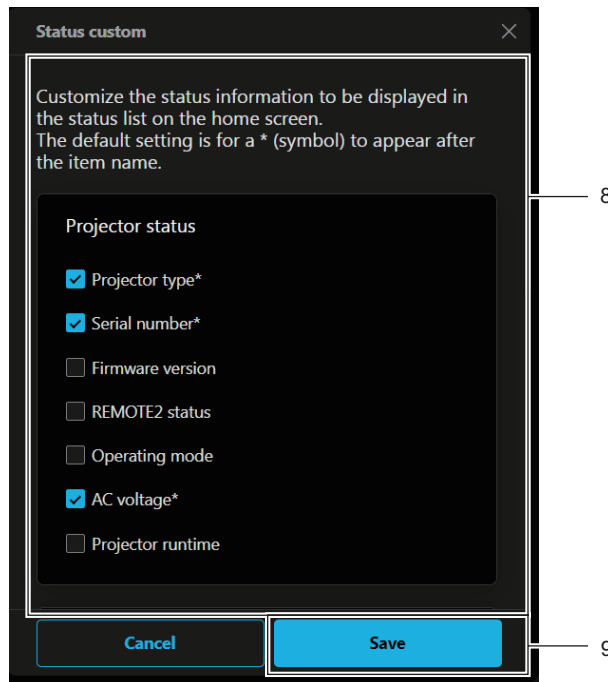 Status custom
Customize the status information to be displayed in
the status list on the home screen.
The default setting is for a * (symbol) to appear after
the item name.
8
Projector status
Projector type*
Serial number*
Firmware version
REMOTE2 status
Operating mode
AC voltage*
Projector runtime
Cancel
Save
9